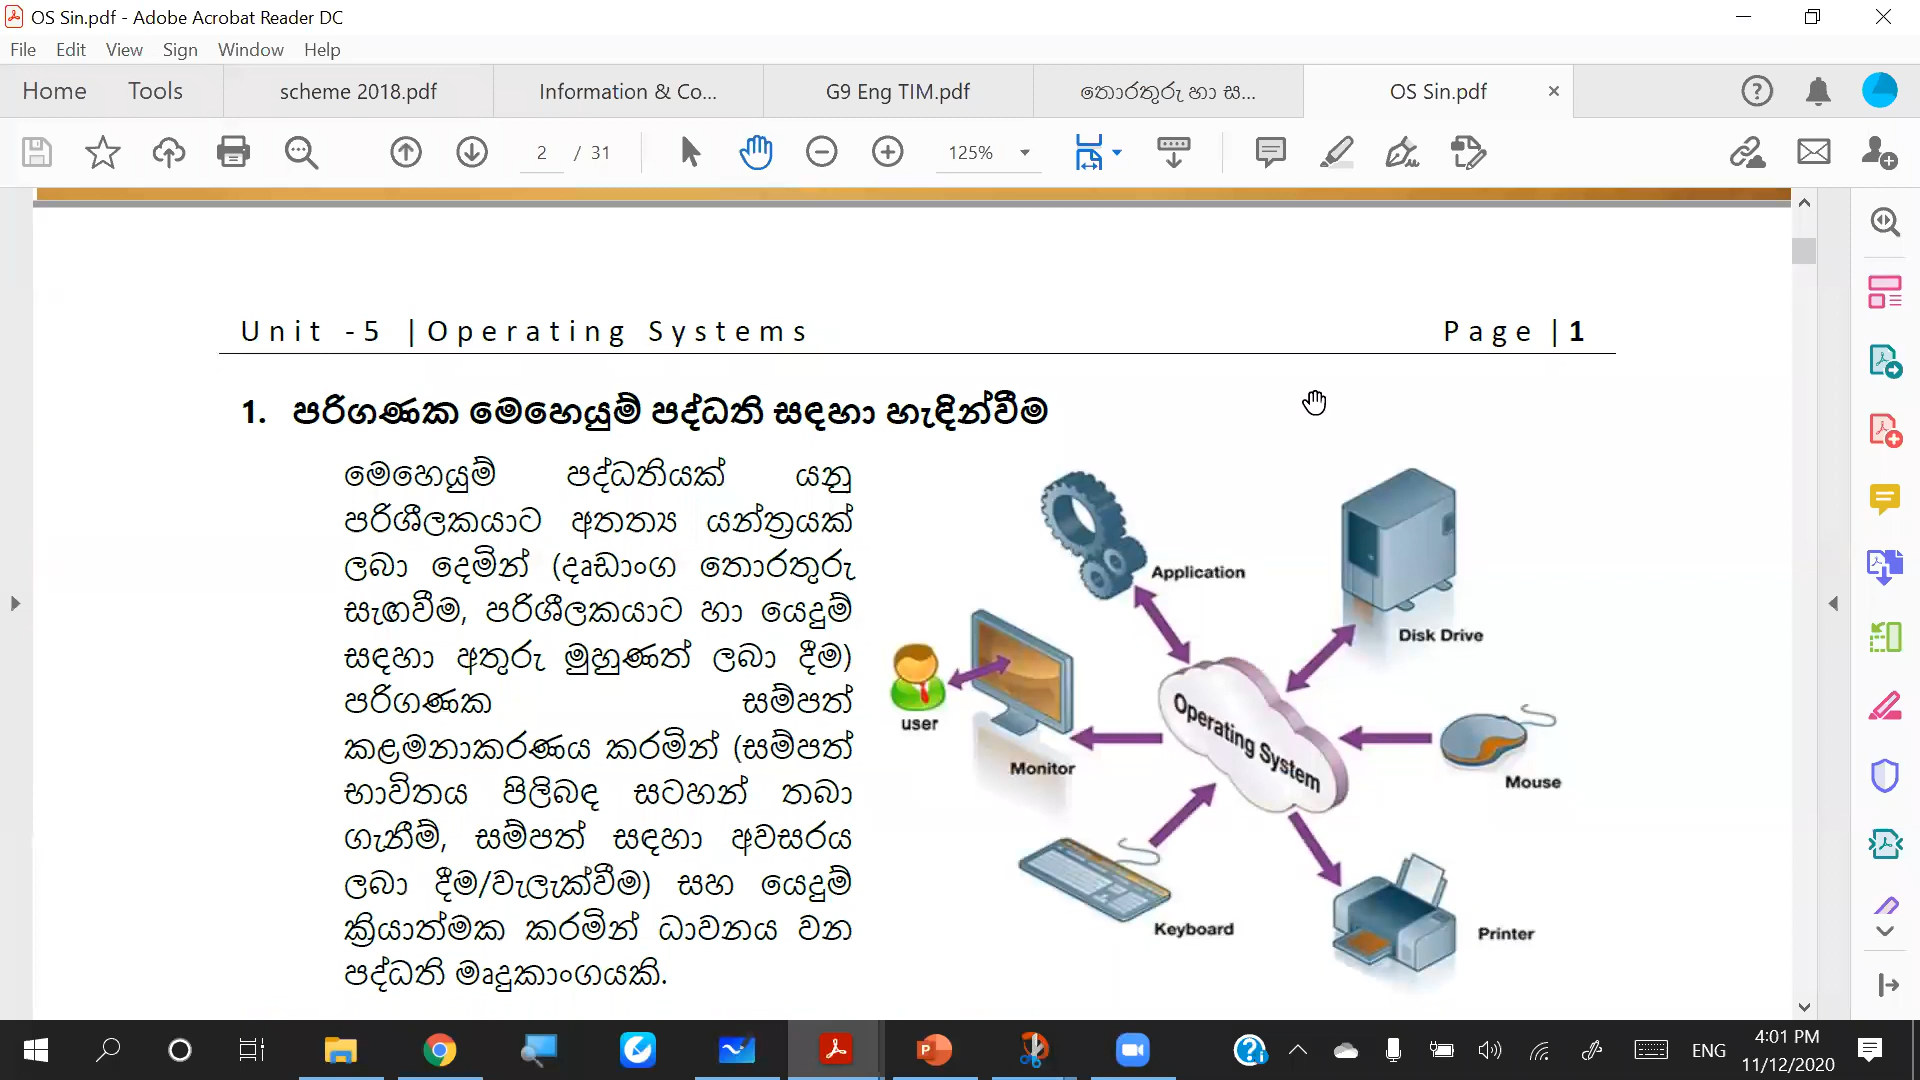 OS Sin.pdf - Adobe Acrobat Reader DC
File Edit View Sign Window Help
Home Tools scheme 2018.pdf Information & Co... G9 Eng TIM.pdf තොරතුරු හා ස... OS Sin.pdf
2 / 31 125%
Unit -5 |Operating Systems Page |1
1. පරිගණක මෙහෙයුම් පද්ධති සඳහා හැඳින්වීම
මෙහෙයුම් පද්ධතියක් යනු
පරිශීලකයාට අතත්‍ය යන්ත්‍රයක්
ලබා දෙමින් (දෘඩාංග තොරතුරු
සැඟවීම, පරිශීලකයාට හා යෙදුම්
සඳහා අතුරු මුහුණත් ලබා දීම)
පරිගණක සම්පත්
කළමනාකරණය කරමින් (සම්පත්
භාවිතය පිලිබඳ සටහන් තබා
ගැනීම්, සම්පත් සඳහා අවසරය
ලබා දීම/වැලැක්වීම) සහ යෙදුම්
ක්‍රියාත්මක කරමින් ධාවනය වන
පද්ධති මෘදුකාංගයකි.
Application
Disk Drive
user
Operating System
Monitor
Mouse
Keyboard
Printer
ENG
4:01 PM
11/12/2020